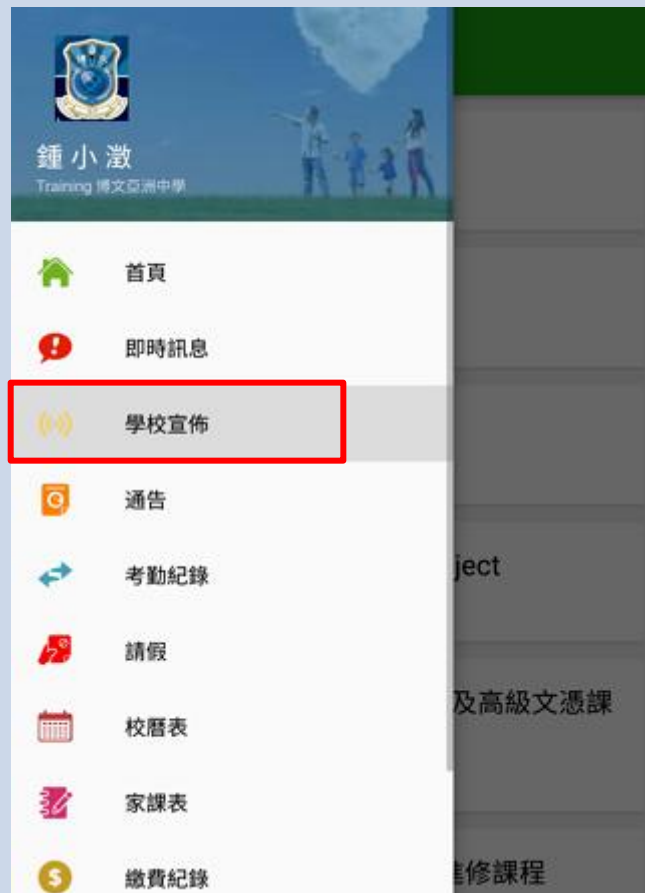 鍾小澂
Training 博文亞洲中學
首頁
即時訊息
學校宣佈
通告
考勤紀錄
ject
請假
及高級文憑課
校曆表
家課表
繳費紀錄
修課程